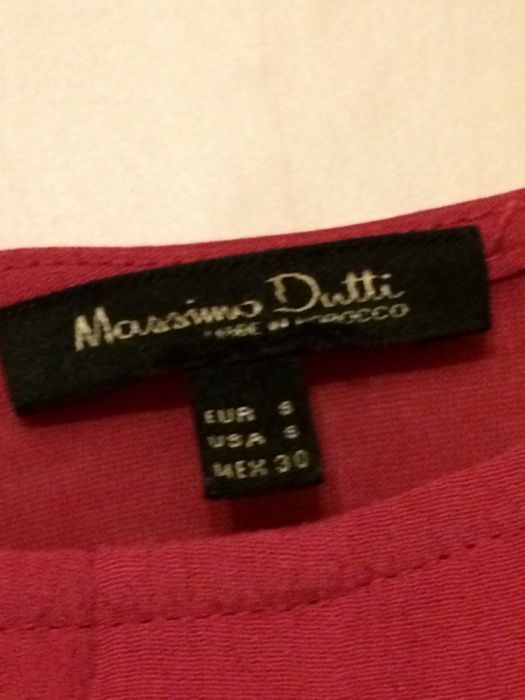 Massimo Dutti
MADE IN MOROCCO
EUR S
USA S
MEX 30